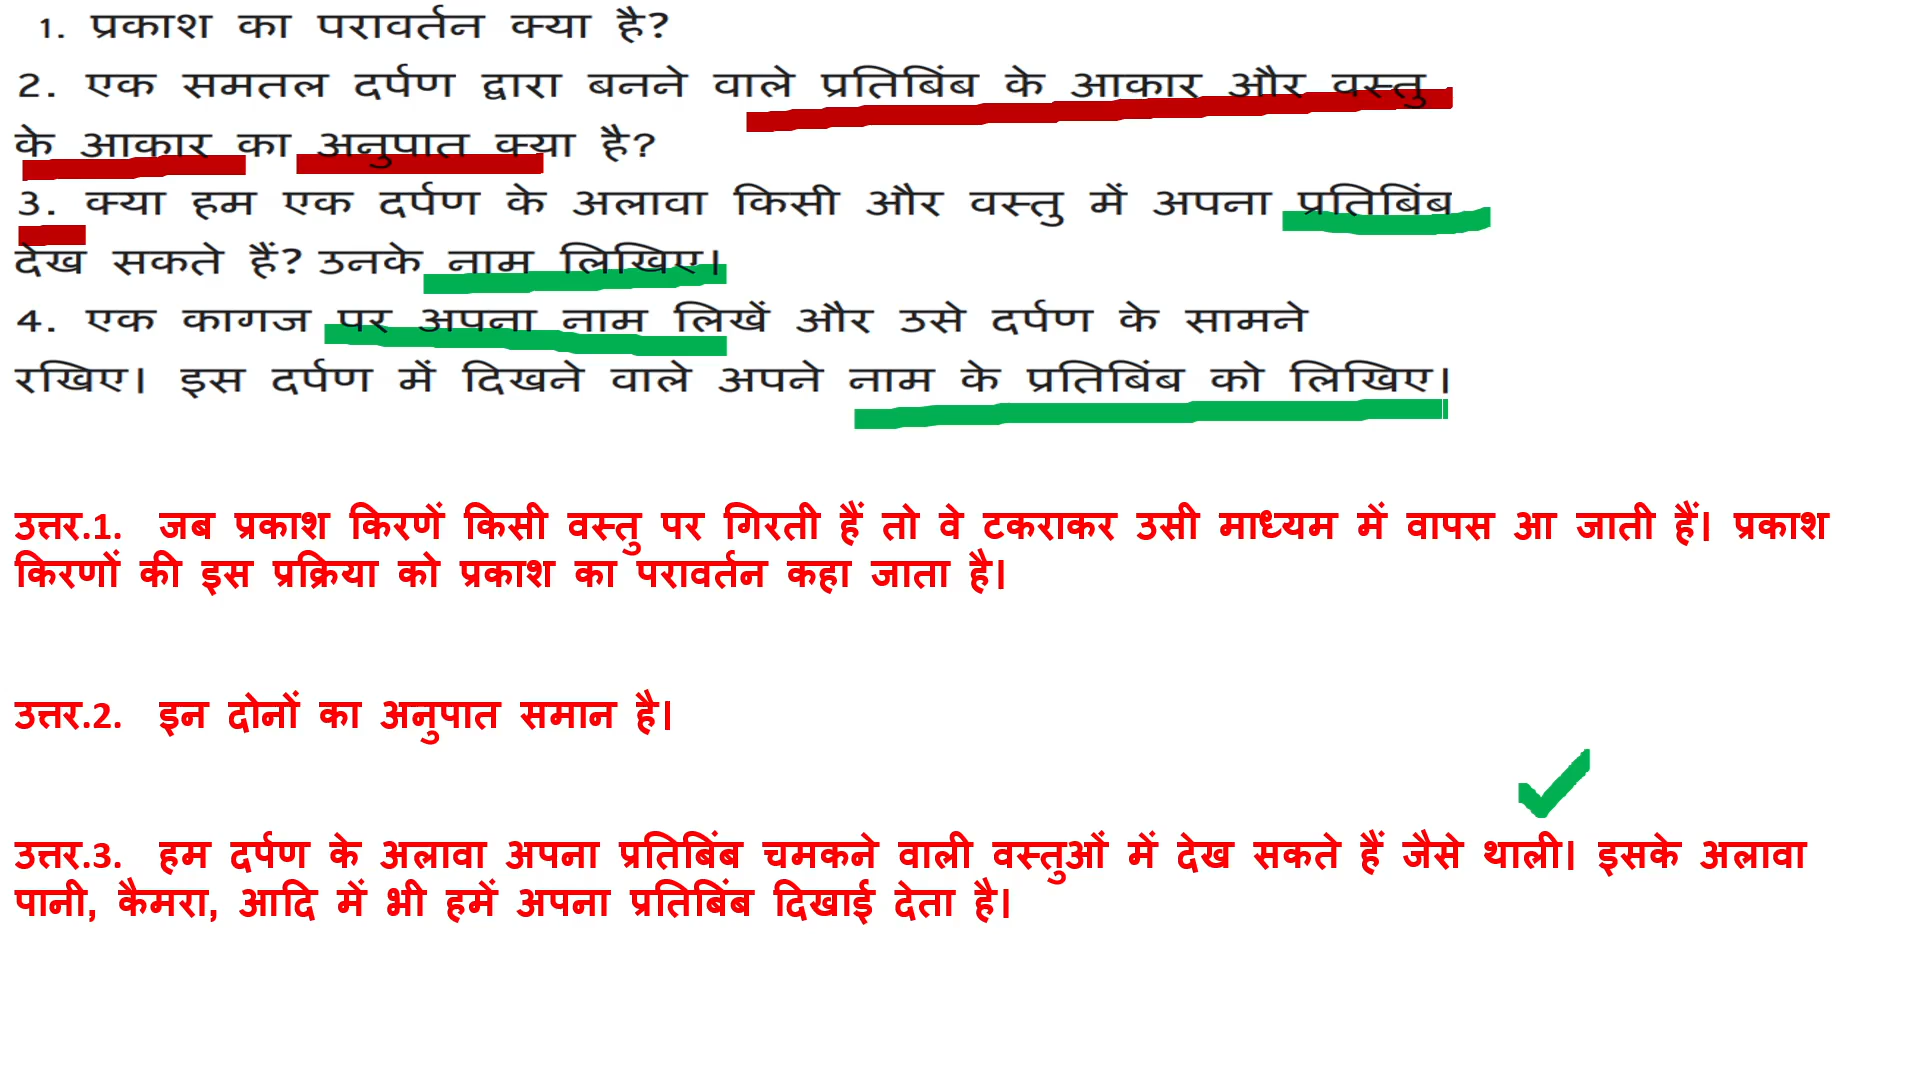 1. प्रकाश का परावर्तन क्या है?
2. एक समतल दर्पण द्वारा बनने वाले प्रतिबिंब के आकार और वस्तु
के आकार का अनुपात क्या है?
3. क्या हम एक दर्पण के अलावा किसी और वस्तु में अपना प्रतिबिंब
देख सकते हैं? उनके नाम लिखिए।
4. एक कागज पर अपना नाम लिखें और उसे दर्पण के सामने
रखिए। इस दर्पण में दिखने वाले अपने नाम के प्रतिबिंब को लिखिए।
उत्तर.1. जब प्रकाश किरणें किसी वस्तु पर गिरती हैं तो वे टकराकर उसी माध्यम में वापस आ जाती हैं। प्रकाश
किरणों की इस प्रक्रिया को प्रकाश का परावर्तन कहा जाता है।
उत्तर.2. इन दोनों का अनुपात समान है।
उत्तर.3. हम दर्पण के अलावा अपना प्रतिबिंब चमकने वाली वस्तुओं में देख सकते हैं जैसे थाली। इसके अलावा
पानी, कैमरा, आदि में भी हमें अपना प्रतिबिंब दिखाई देता है।